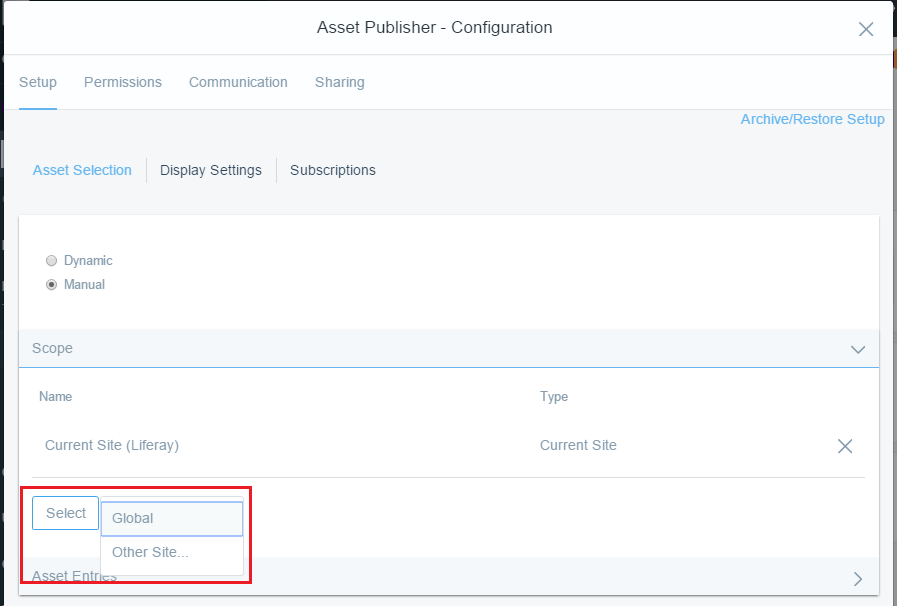 Asset Publisher - Configuration
Setup Permissions Communication Sharing
Archive/Restore Setup
Asset Selection Display Settings Subscriptions
Dynamic
Manual
Scope
Name Type
Current Site (Liferay) Current Site
Select Global
Other Site...
Asset Entries